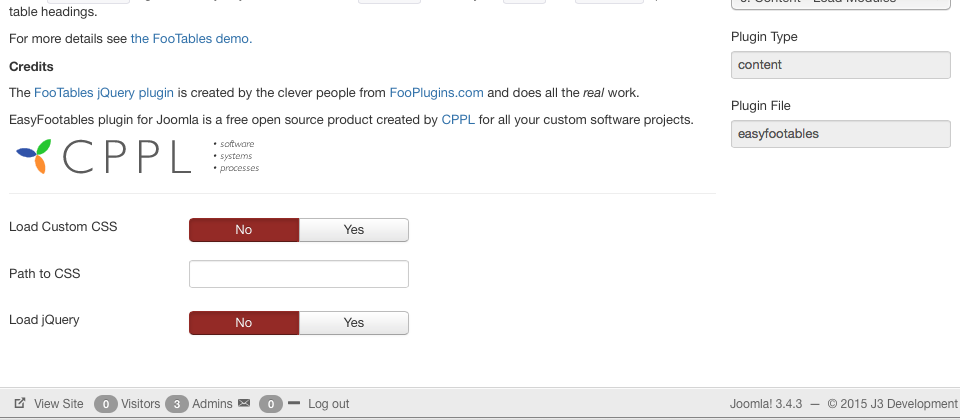 table headings.
For more details see the FooTables demo.
Credits
The FooTables jQuery plugin is created by the clever people from FooPlugins.com and does all the real work.
EasyFootables plugin for Joomla is a free open source product created by CPPL for all your custom software projects.
CPPL
• software
• systems
• processes
Load Custom CSS No Yes
Path to CSS
Load jQuery No Yes
Plugin Type
content
Plugin File
easyfootables
View Site 0 Visitors 3 Admins 0 Log out
Joomla! 3.4.3 — © 2015 J3 Development